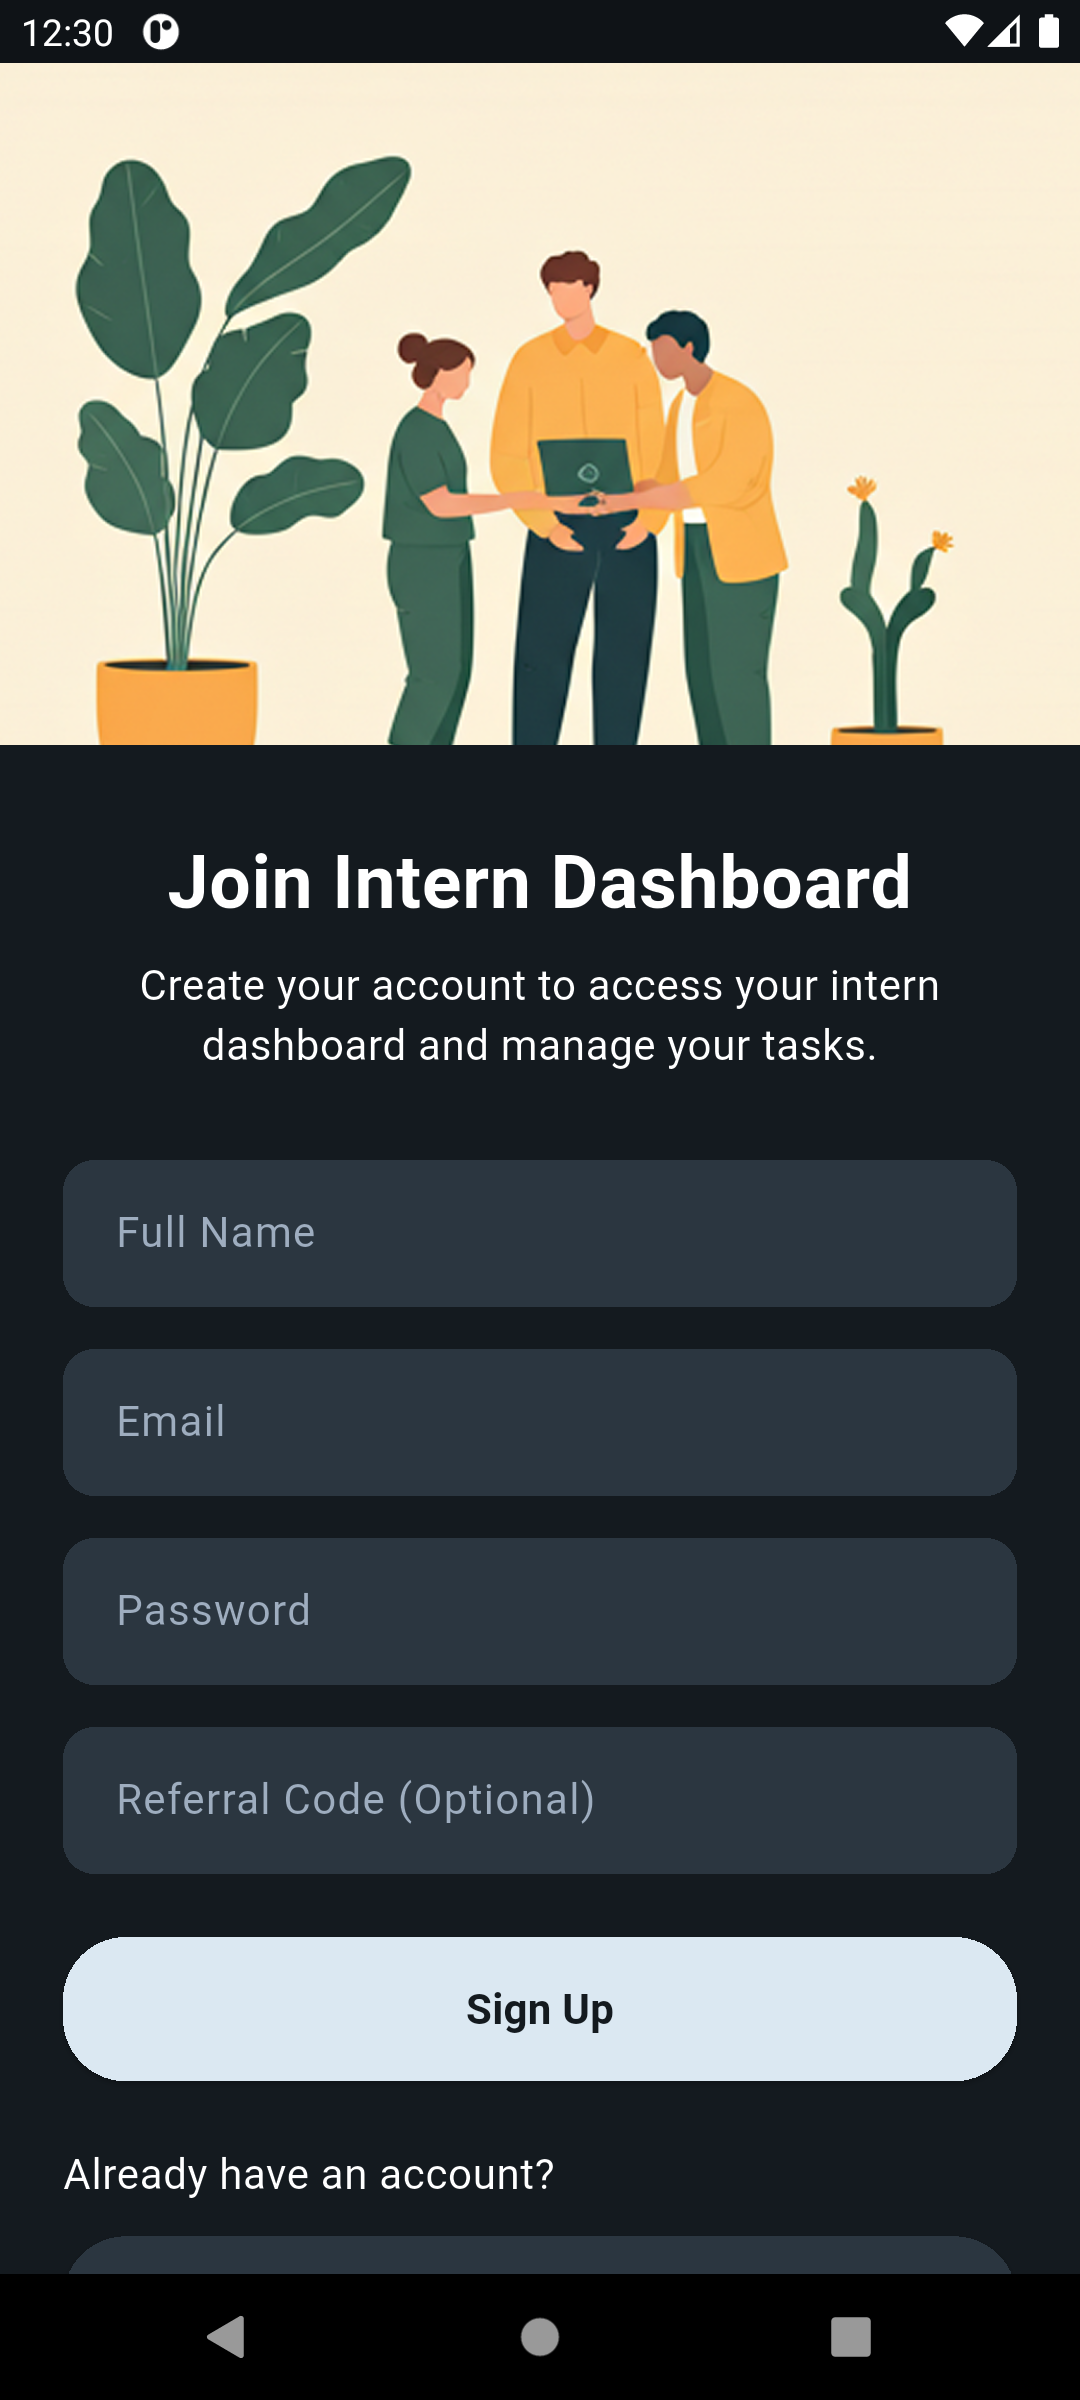 12:30
Join Intern Dashboard
Create your account to access your intern
dashboard and manage your tasks.
Full Name
Email
Password
Referral Code (Optional)
Sign Up
Already have an account?